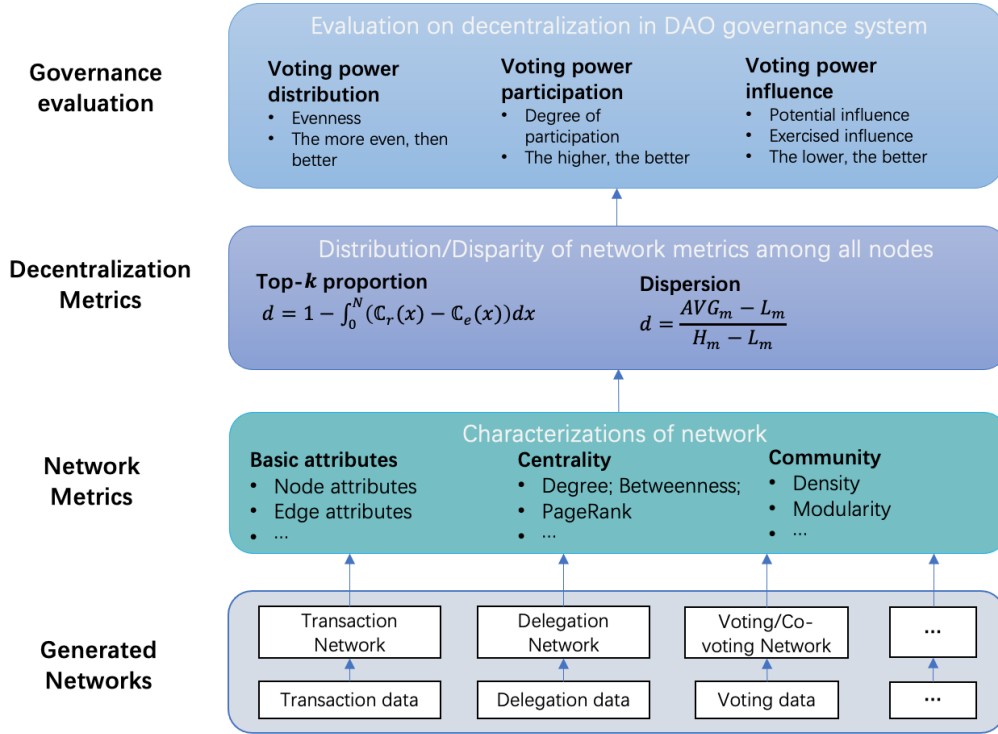 Evaluation on decentralization in DAO governance system
Governance
evaluation
Voting power
distribution
• Evenness
• The more even, then
better
Voting power
participation
• Degree of
participation
• The higher, the better
Voting power
influence
• Potential influence
• Exercised influence
• The lower, the better
Decentralization
Metrics
Distribution/Disparity of network metrics among all nodes
Top-k proportion
d = 1 − ∫₀ᴺ (ℂᵣ(x) − ℂₑ(x))dx
Dispersion
d = (AVGₘ − Lₘ) / (Hₘ − Lₘ)
Network
Metrics
Characterizations of network
Basic attributes
• Node attributes
• Edge attributes
• ...
Centrality
• Degree; Betweenness;
• PageRank
• ...
Community
• Density
• Modularity
• ...
Generated
Networks
Transaction
Network
Delegation
Network
Voting/Co-
voting Network
...
Transaction data
Delegation data
Voting data
...